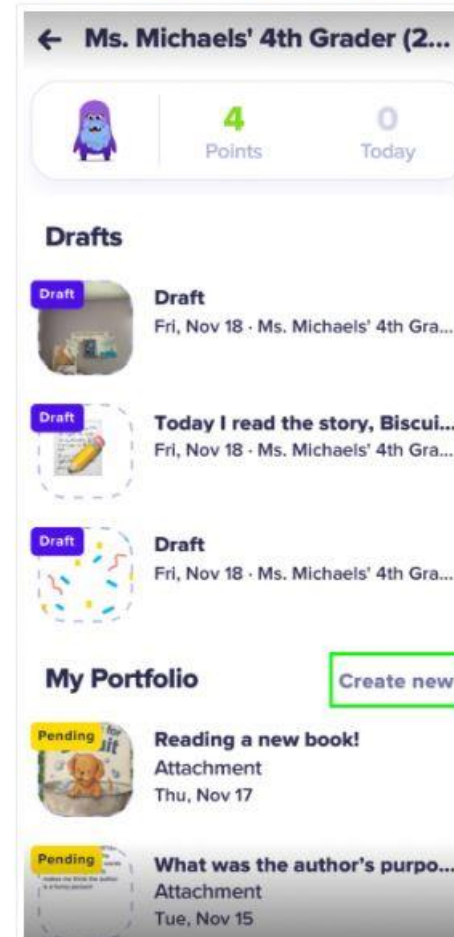 ← Ms. Michaels' 4th Grader (2...
4
0
Points
Today
Drafts
Draft
Draft
Fri, Nov 18 · Ms. Michaels' 4th Gra...
Draft
Today I read the story, Biscui...
Fri, Nov 18 · Ms. Michaels' 4th Gra...
Draft
Draft
Fri, Nov 18 · Ms. Michaels' 4th Gra...
My Portfolio
Create new
Pending
Reading a new book!
Attachment
Thu, Nov 17
Pending
What was the author's purpo...
Attachment
Tue, Nov 15